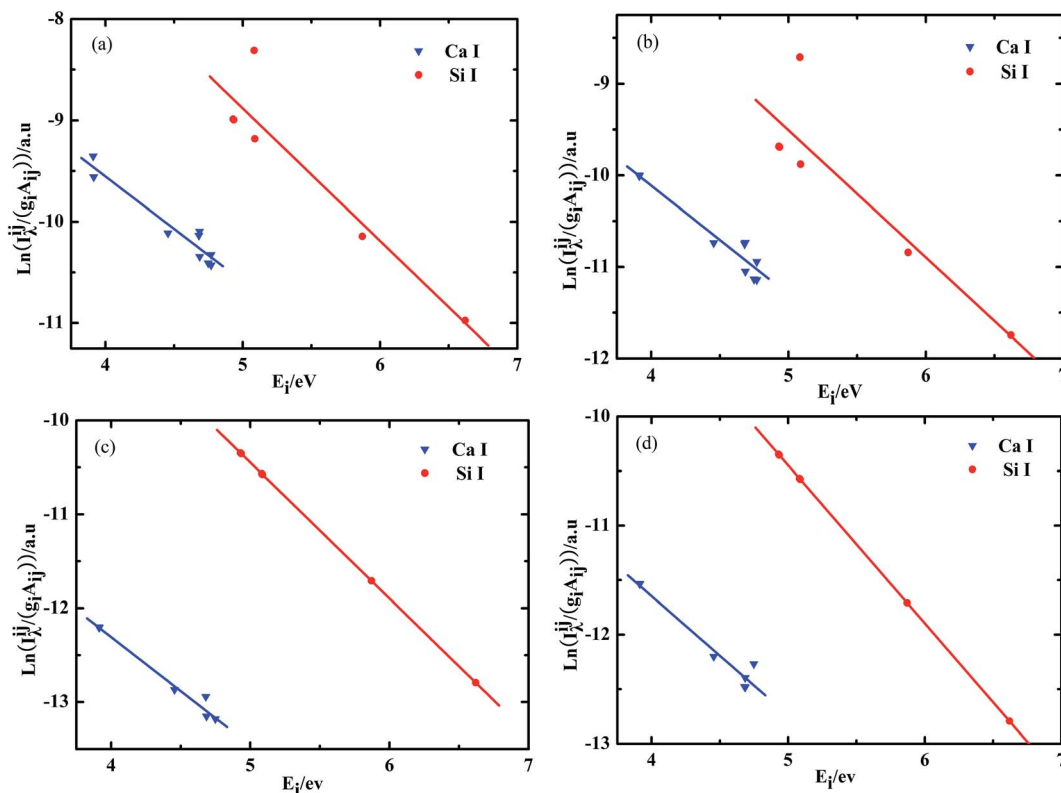 (a)
Ca I
Si I
-8
-9
-10
-11
Ln(I_λ^ij/(g_iA_ij))/a.u
4 5 6 7
E_i/eV
(b)
Ca I
Si I
-9
-10
-11
-12
Ln(I_λ^ij/(g_iA_ij))/a.u
4 5 6 7
E_i/eV
(c)
Ca I
Si I
-10
-11
-12
-13
Ln(I_λ^ij/(g_iA_ij))/a.u
4 5 6 7
E_i/ev
(d)
Ca I
Si I
-10
-11
-12
-13
Ln(I_λ^ij/(g_iA_ij))/a.u
4 5 6 7
E_i/ev